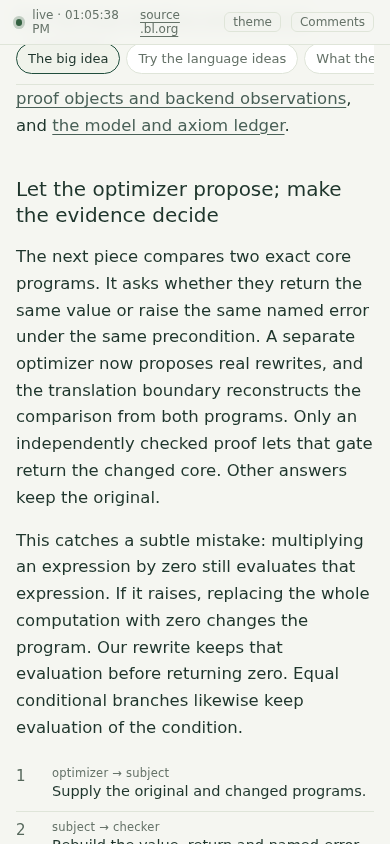 live · 01:05:38
PM
source
.bl.org
theme
Comments
The big idea
Try the language ideas
What the
proof objects and backend observations,
and the model and axiom ledger.
Let the optimizer propose; make
the evidence decide
The next piece compares two exact core
programs. It asks whether they return the
same value or raise the same named error
under the same precondition. A separate
optimizer now proposes real rewrites, and
the translation boundary reconstructs the
comparison from both programs. Only an
independently checked proof lets that gate
return the changed core. Other answers
keep the original.
This catches a subtle mistake: multiplying
an expression by zero still evaluates that
expression. If it raises, replacing the whole
computation with zero changes the
program. Our rewrite keeps that
evaluation before returning zero. Equal
conditional branches likewise keep
evaluation of the condition.
1
optimizer → subject
Supply the original and changed programs.
2
subject → checker
Rebuild the value, return and named error